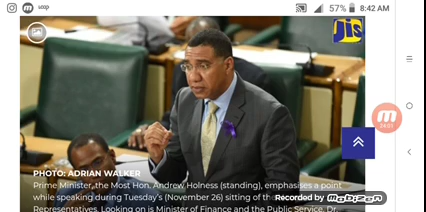 loop
57% 8:42 AM
jis
PHOTO: ADRIAN WALKER
Prime Minister, the Most Hon. Andrew Holness (standing), emphasises a point
while speaking during Tuesday's (November 26) sitting of the
Representatives. Looking on is Minister of Finance and the Public Service, Dr.
Recorded by mobizen